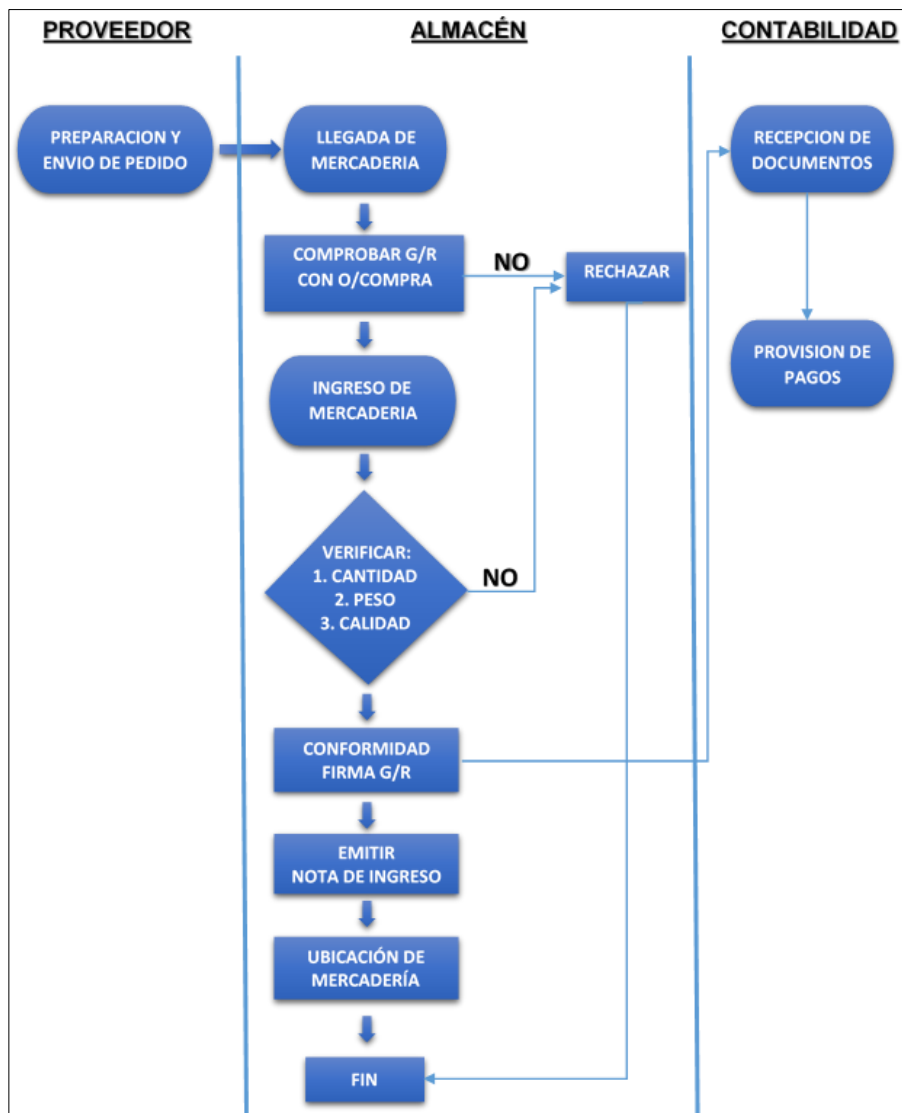 PROVEEDOR
ALMACÉN
CONTABILIDAD
PREPARACION Y
ENVIO DE PEDIDO
LLEGADA DE
MERCADERIA
RECEPCION DE
DOCUMENTOS
COMPROBAR G/R
CON O/COMPRA
NO
RECHAZAR
PROVISION DE
PAGOS
INGRESO DE
MERCADERIA
VERIFICAR:
1. CANTIDAD
2. PESO
3. CALIDAD
NO
CONFORMIDAD
FIRMA G/R
EMITIR
NOTA DE INGRESO
UBICACIÓN DE
MERCADERÍA
FIN